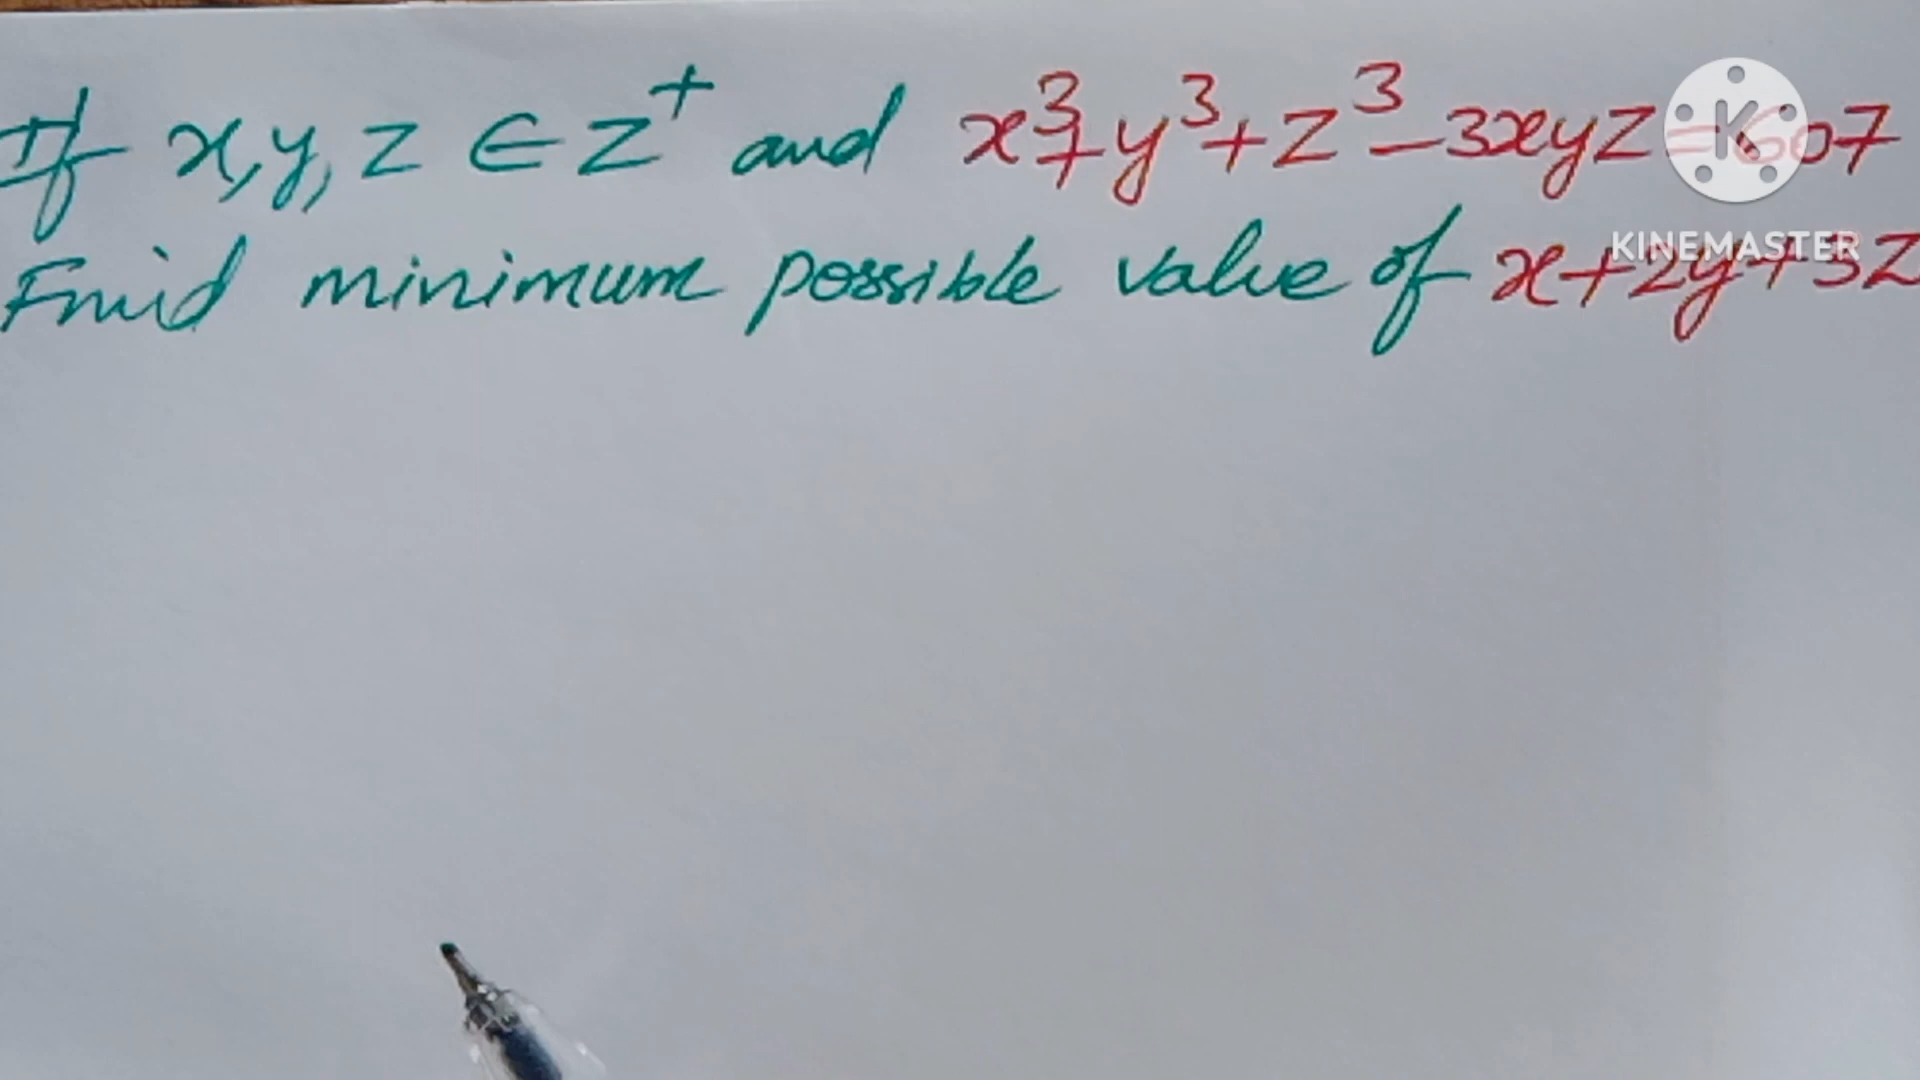 If x, y, z ∈ Z⁺ and x³+y³+z³-3xyz=607
Find minimum possible value of x+2y+3z
K
KINEMASTER